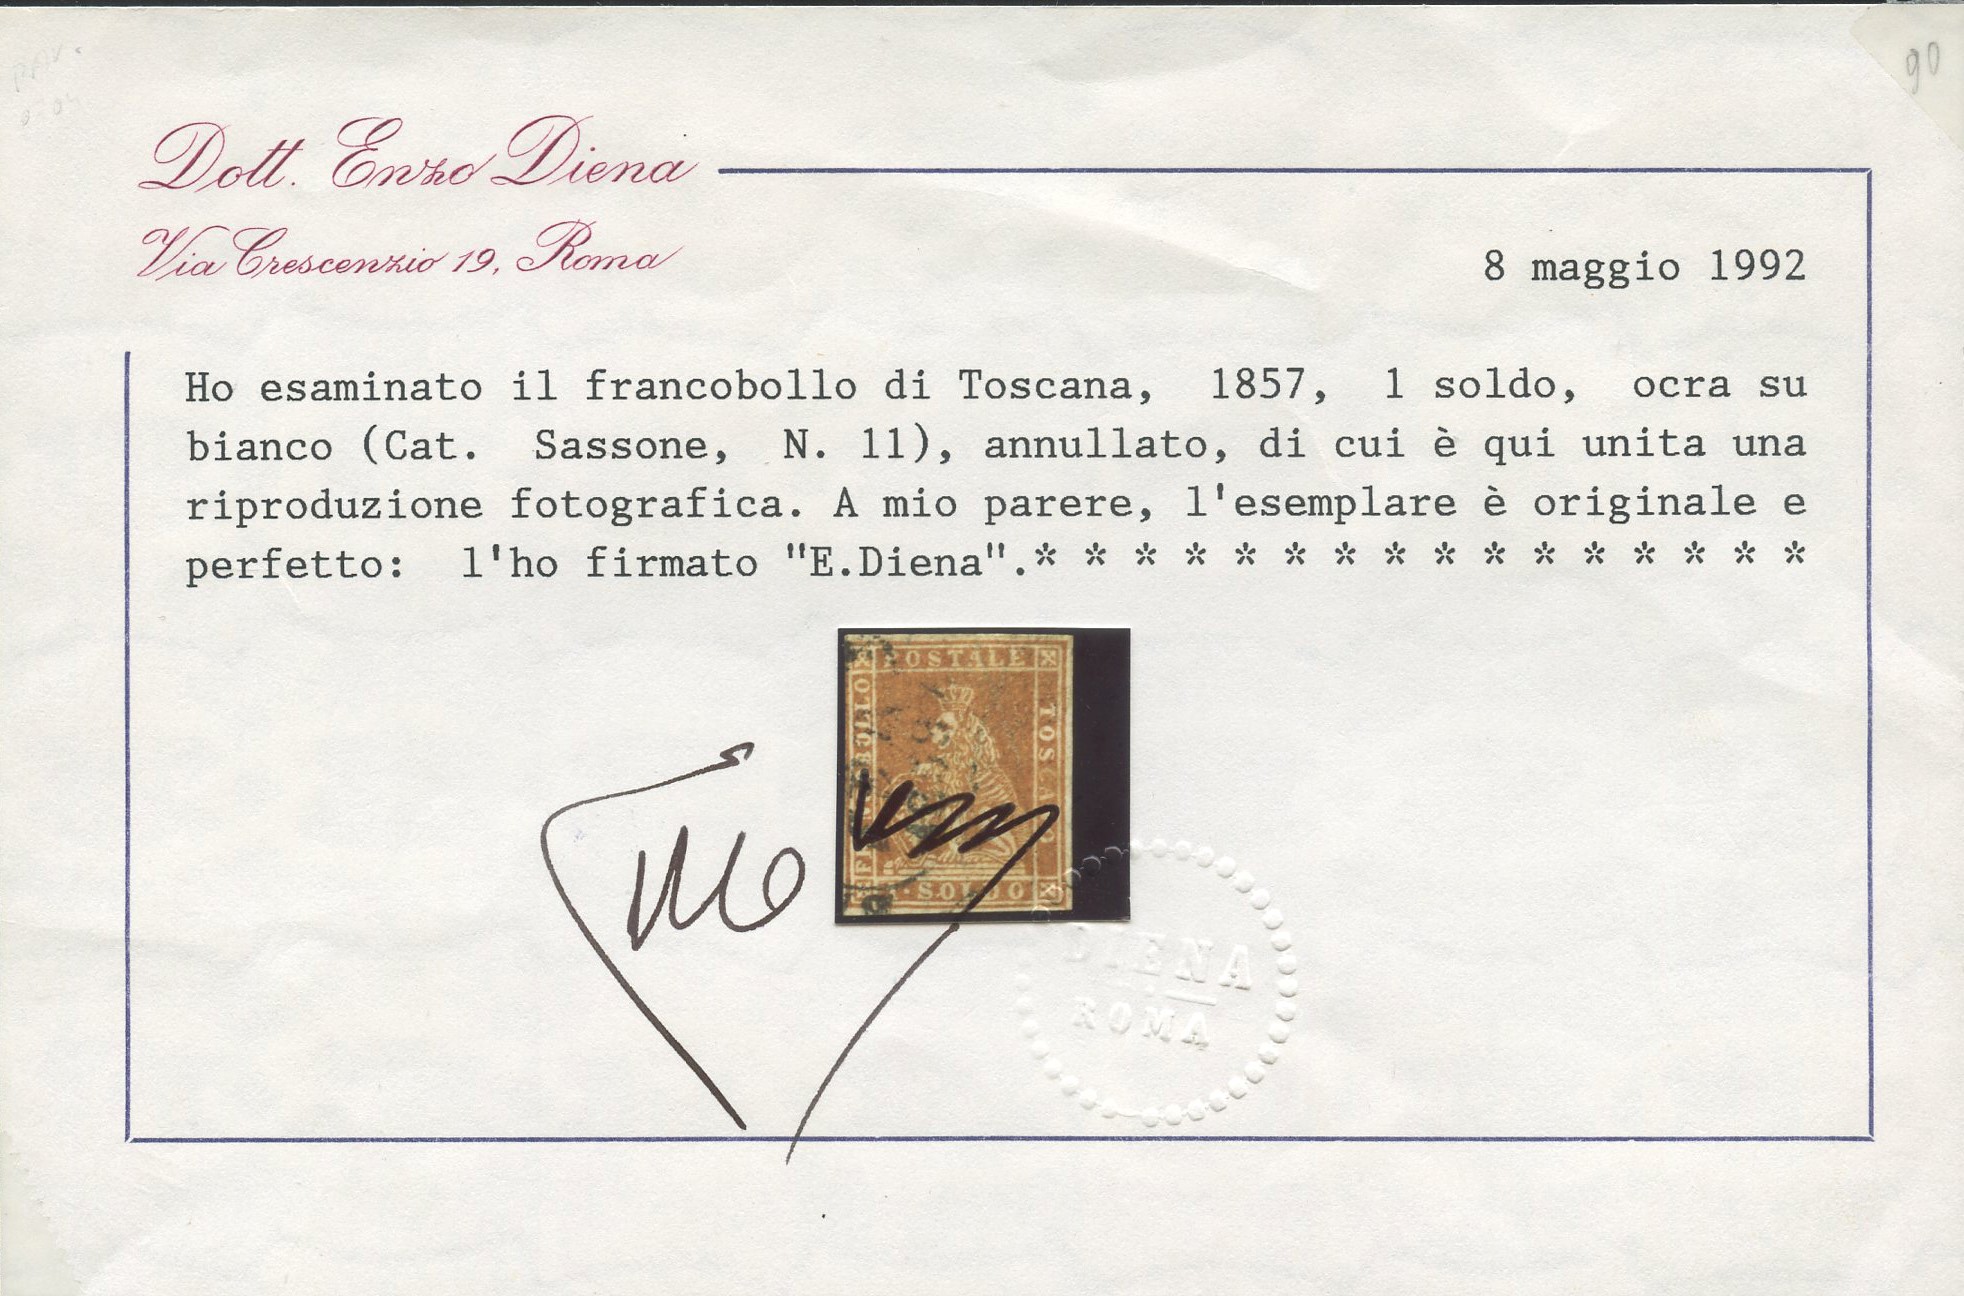 90
Dott. Enzo Diena
Via Crescenzio 19, Roma
8 maggio 1992
Ho esaminato il francobollo di Toscana, 1857, 1 soldo, ocra su
bianco (Cat. Sassone, N. 11), annullato, di cui è qui unita una
riproduzione fotografica. A mio parere, l'esemplare è originale e
perfetto: l'ho firmato "E.Diena".* * * * * * * * * * * * * * * *
POSTALE
TOSCANO
SOLDO
DIENA
ROMA